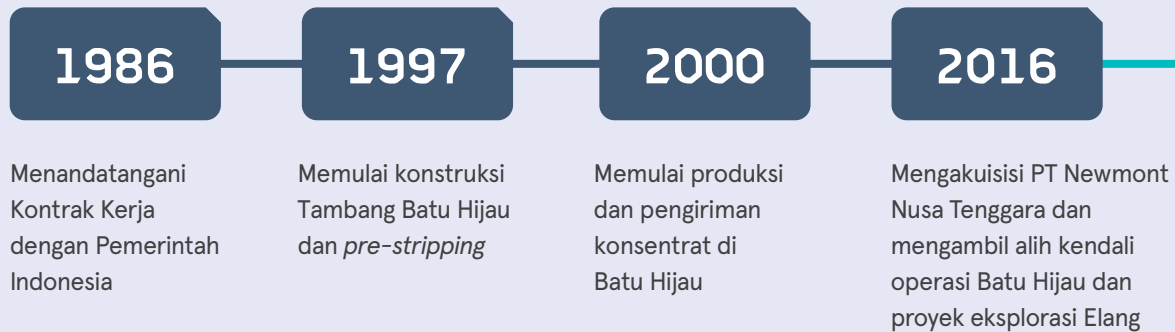 1986
Menandatangani
Kontrak Kerja
dengan Pemerintah
Indonesia
1997
Memulai konstruksi
Tambang Batu Hijau
dan pre-stripping
2000
Memulai produksi
dan pengiriman
konsentrat di
Batu Hijau
2016
Mengakuisisi PT Newmont
Nusa Tenggara dan
mengambil alih kendali
operasi Batu Hijau dan
proyek eksplorasi Elang